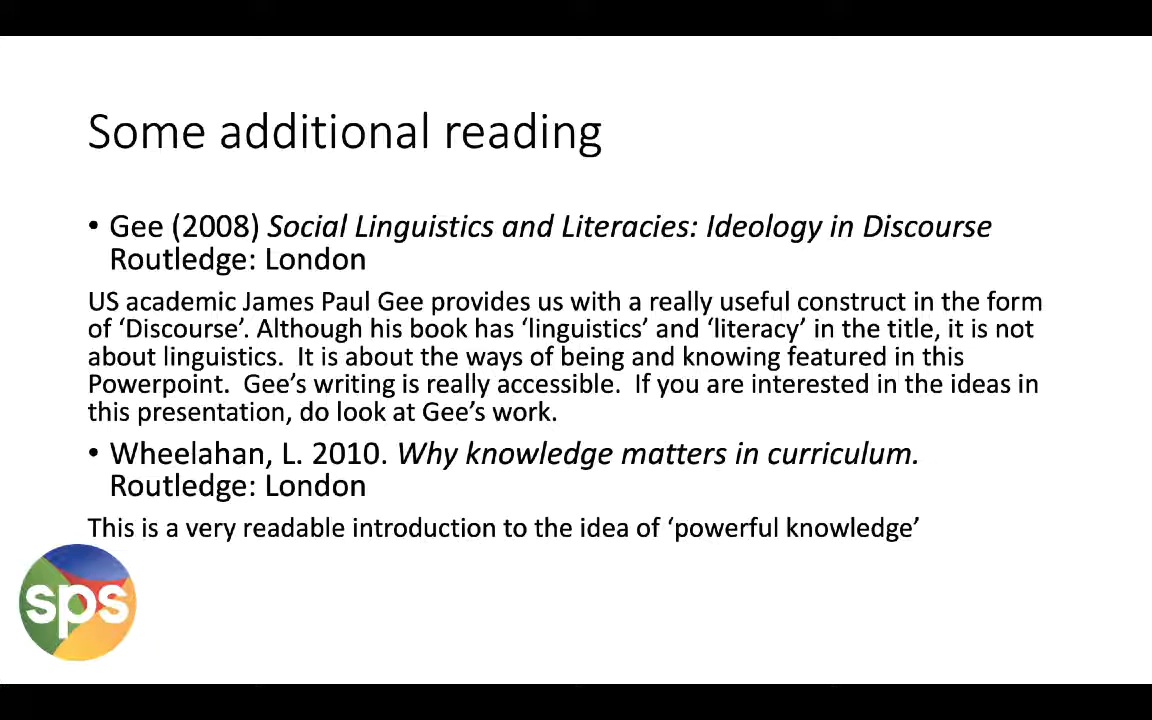 Some additional reading
• Gee (2008) Social Linguistics and Literacies: Ideology in Discourse
Routledge: London
US academic James Paul Gee provides us with a really useful construct in the form
of ‘Discourse’. Although his book has ‘linguistics’ and ‘literacy’ in the title, it is not
about linguistics.  It is about the ways of being and knowing featured in this
Powerpoint.  Gee’s writing is really accessible.  If you are interested in the ideas in
this presentation, do look at Gee’s work.
• Wheelahan, L. 2010. Why knowledge matters in curriculum.
Routledge: London
This is a very readable introduction to the idea of ‘powerful knowledge’
sps